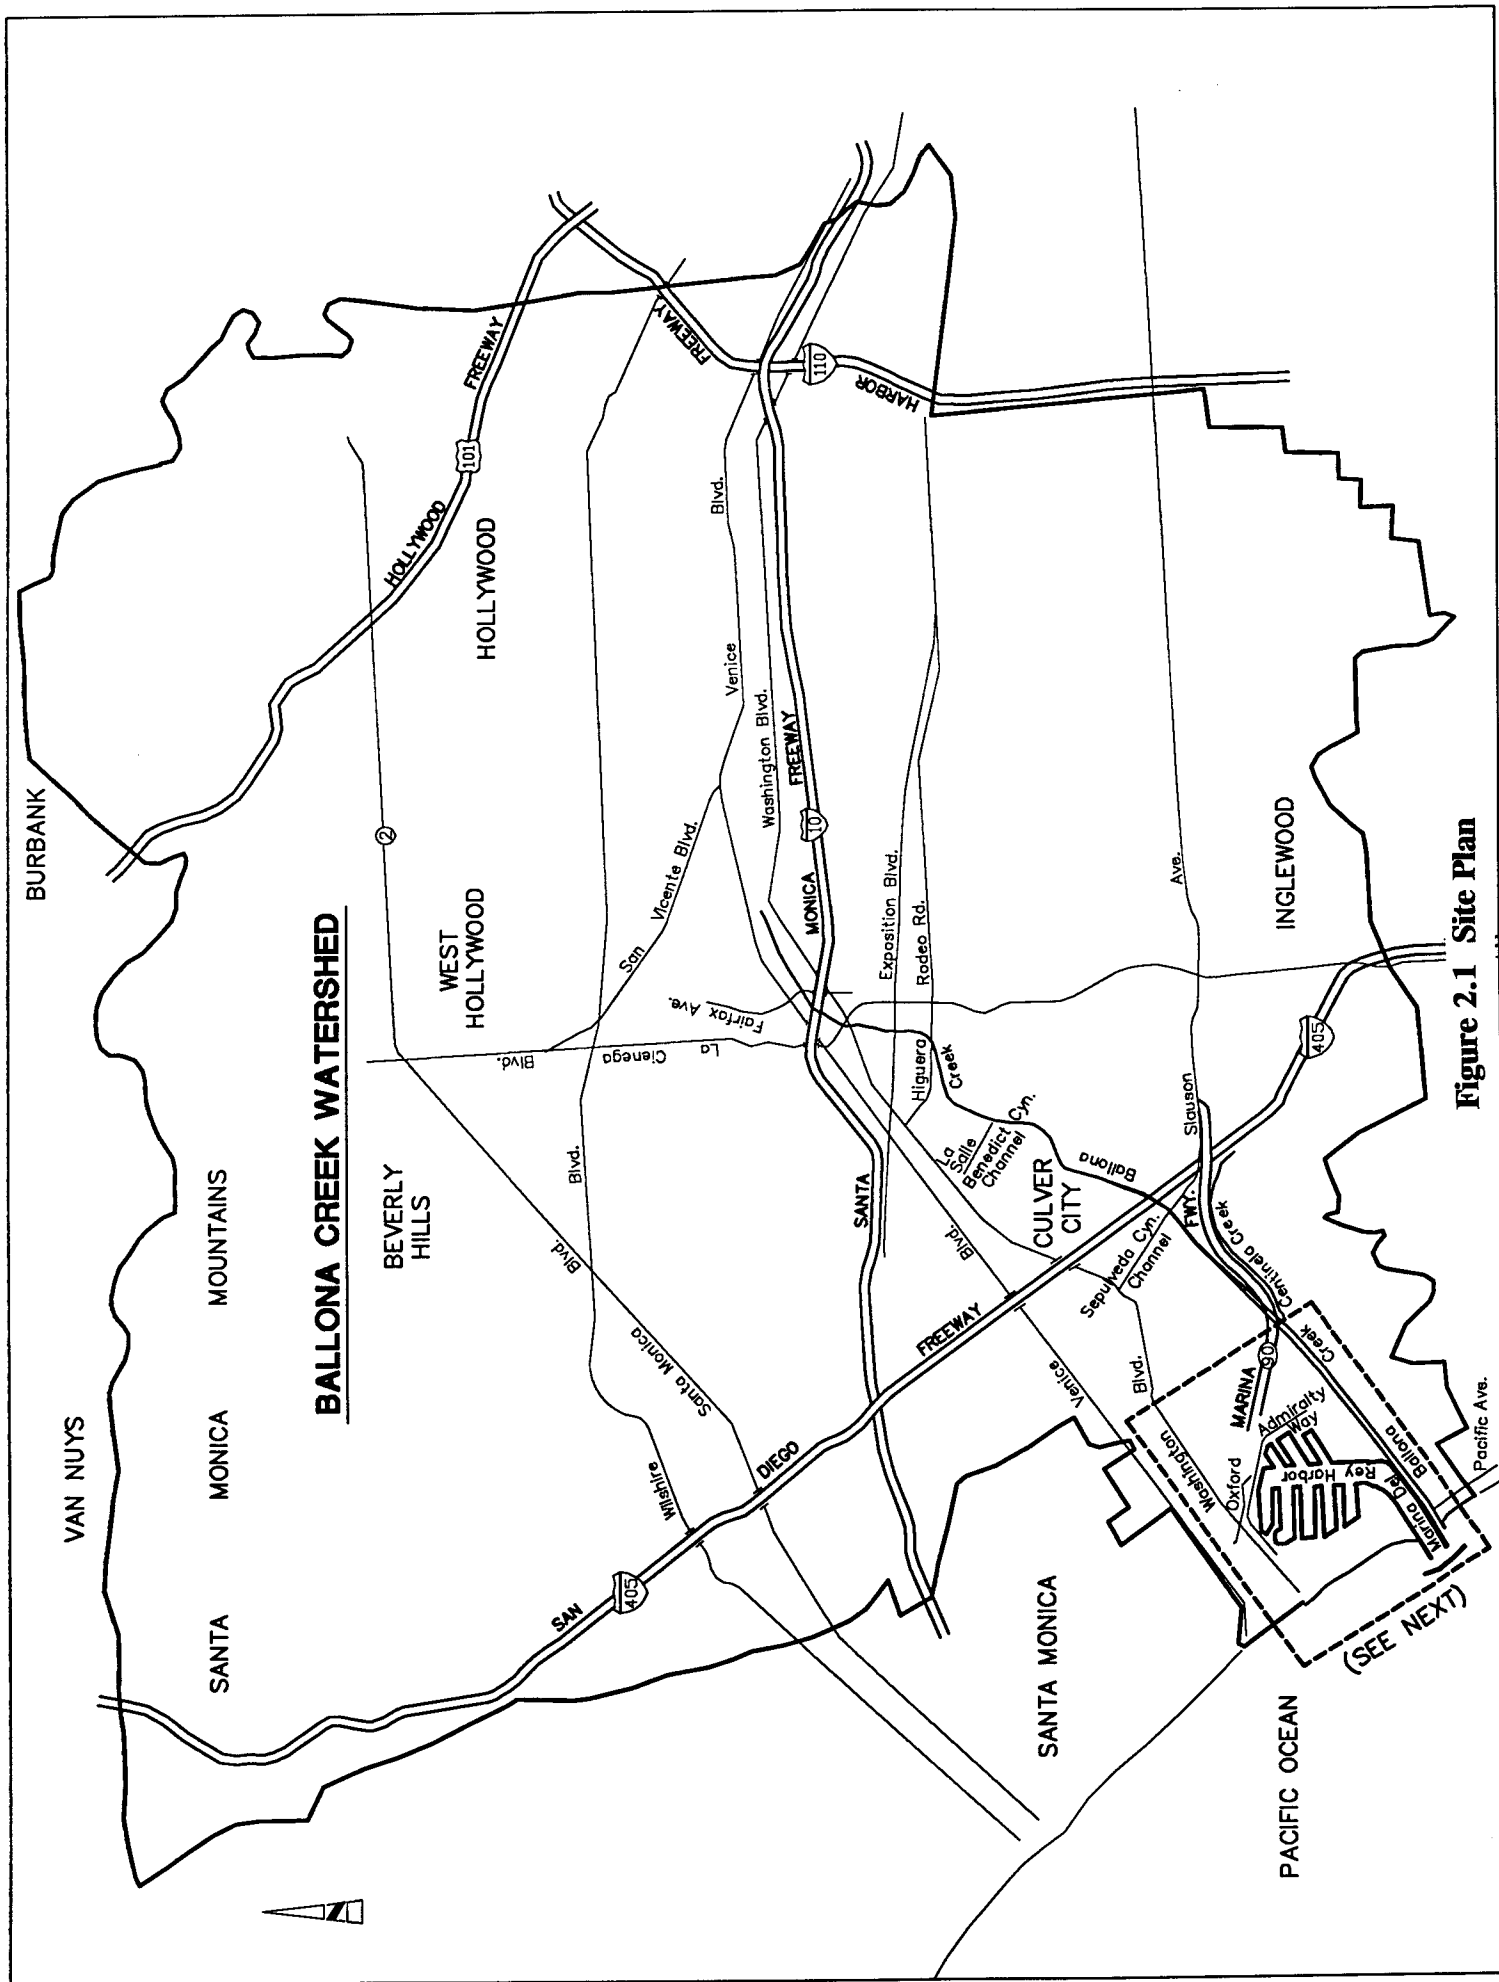 BALLONA CREEK WATERSHED
VAN NUYS
BURBANK
SANTA MONICA MOUNTAINS
BEVERLY
HILLS
WEST
HOLLYWOOD
HOLLYWOOD
HOLLYWOOD
FREEWAY
101
2
SAN
DIEGO
FREEWAY
405
Wilshire
Blvd.
Santa Monica
Blvd.
San
Vicente Blvd.
La
Cienega
Blvd.
Fairfax Ave.
Venice
Blvd.
Washington Blvd.
SANTA
MONICA
FREEWAY
10
HARBOR
FREEWAY
110
Exposition Blvd.
Rodeo Rd.
Higuera
Creek
La
Salle
Benedict Cyn.
Channel
CULVER
CITY
Ballona
Sepulveda Cyn.
Channel
Slauson
Ave.
FWY.
Centinela Creek
405
INGLEWOOD
Venice
Blvd.
Washington
Blvd.
MARINA
90
Oxford
Admiralty
Way
Marina Del
Rey Harbor
Ballona
Creek
Pacific Ave.
SANTA MONICA
PACIFIC OCEAN
(SEE NEXT)
N
Figure 2.1 Site Plan